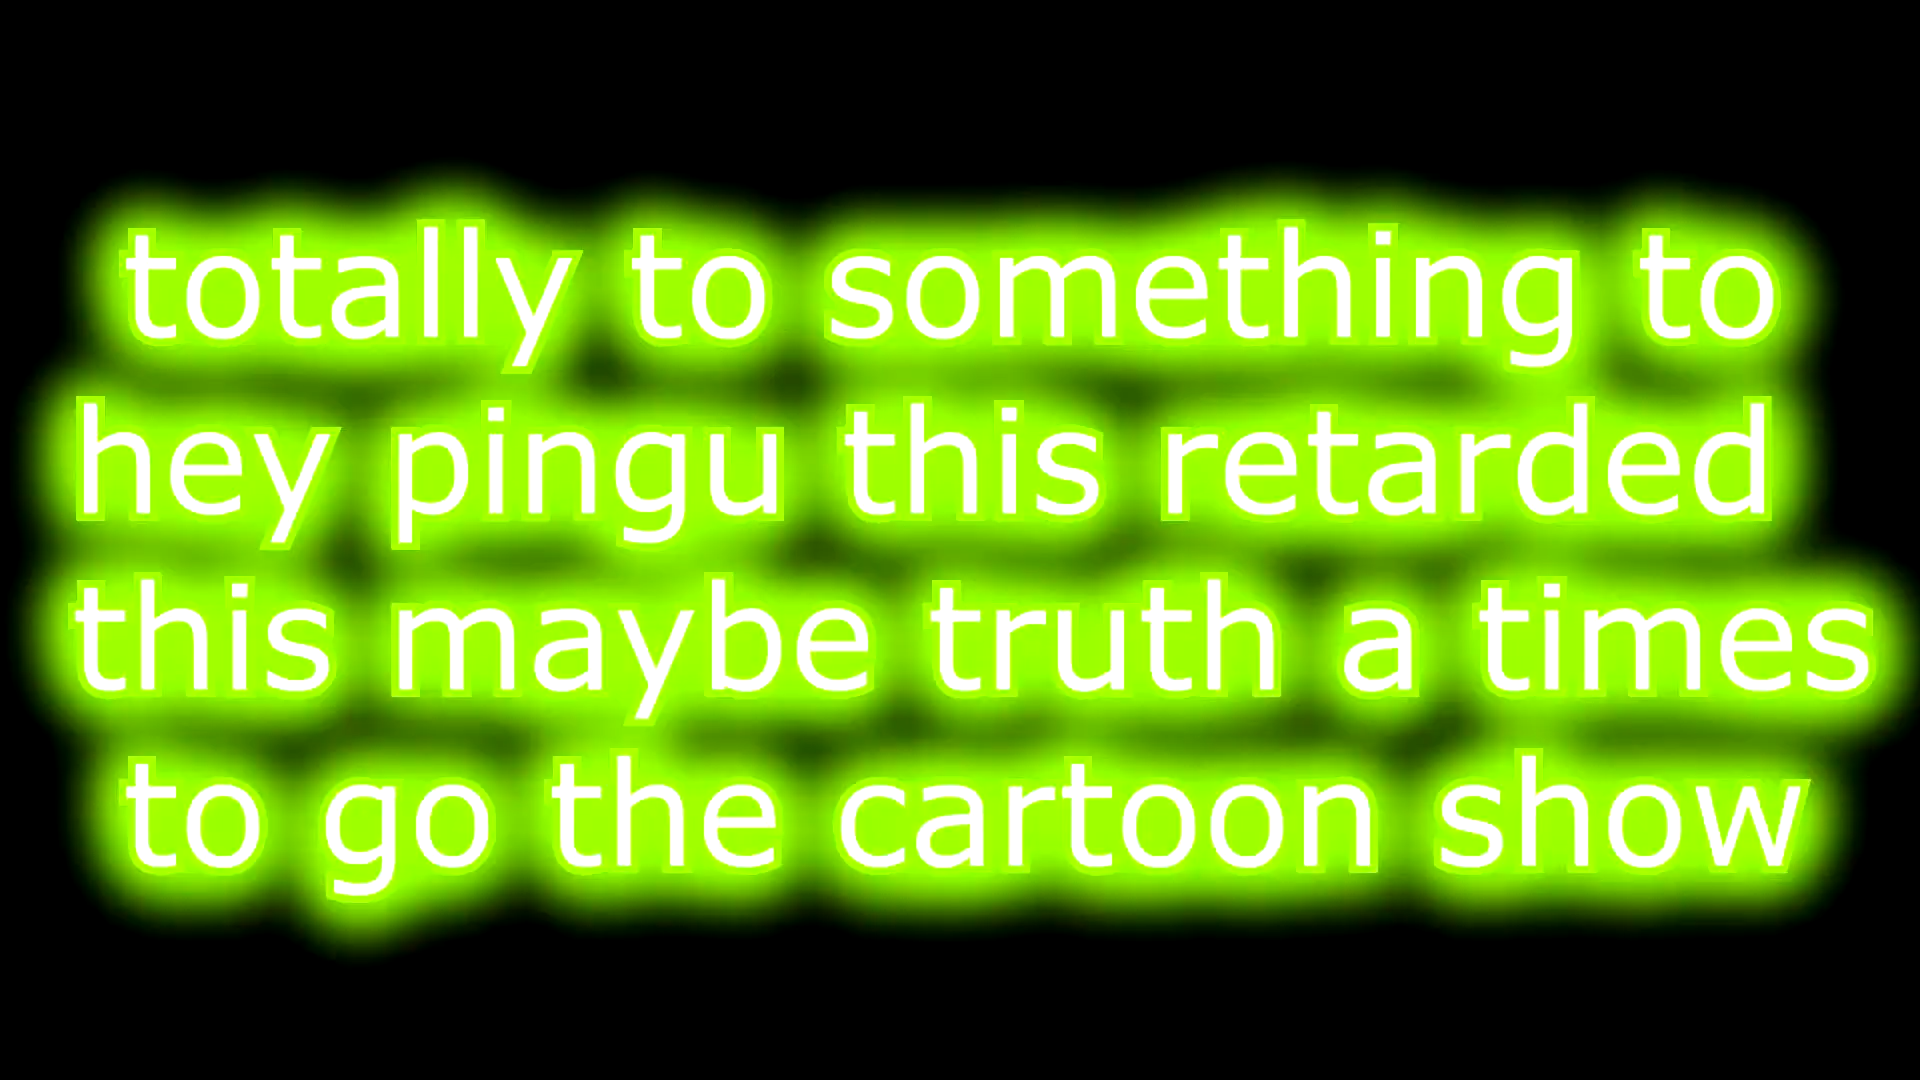 totally to something to
hey pingu this retarded
this maybe truth a times
to go the cartoon show